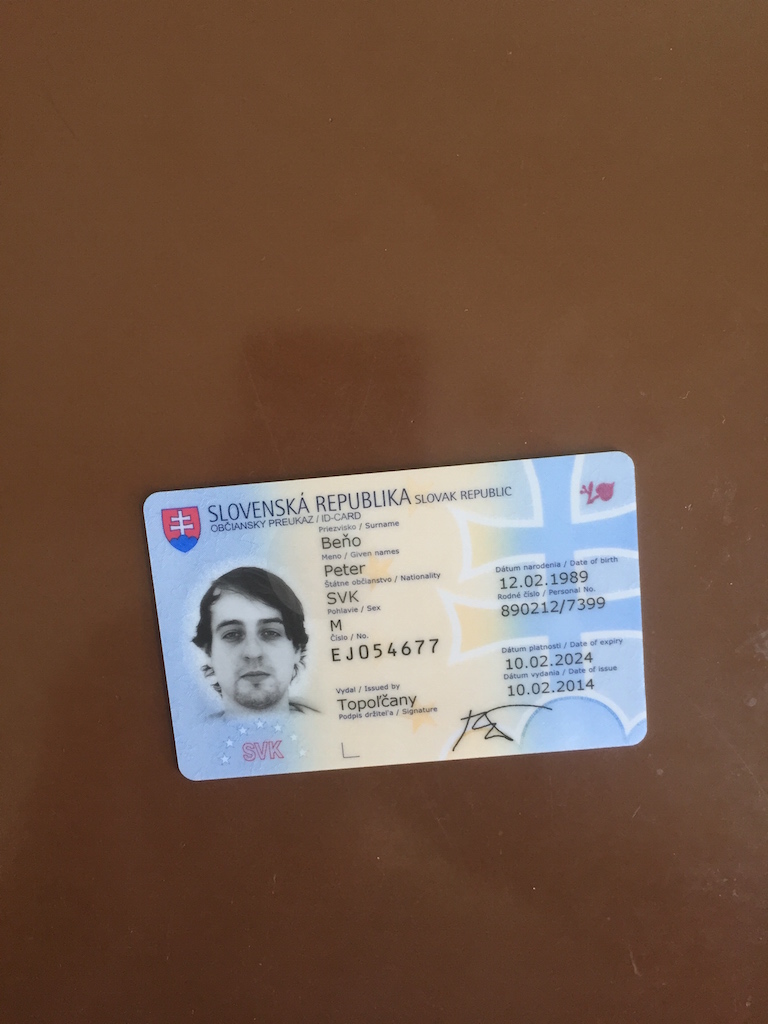 SLOVENSKÁ REPUBLIKA SLOVAK REPUBLIC
OBČIANSKY PREUKAZ / ID-CARD
Priezvisko / Surname
Beňo
Meno / Given names
Peter
Štátne občianstvo / Nationality
SVK
Pohlavie / Sex
M
Číslo / No.
EJ054677
Dátum narodenia / Date of birth
12.02.1989
Rodné číslo / Personal No.
890212/7399
Dátum platnosti / Date of expiry
10.02.2024
Dátum vydania / Date of issue
10.02.2014
Vydal / Issued by
Topoľčany
Podpis držiteľa / Signature
SVK